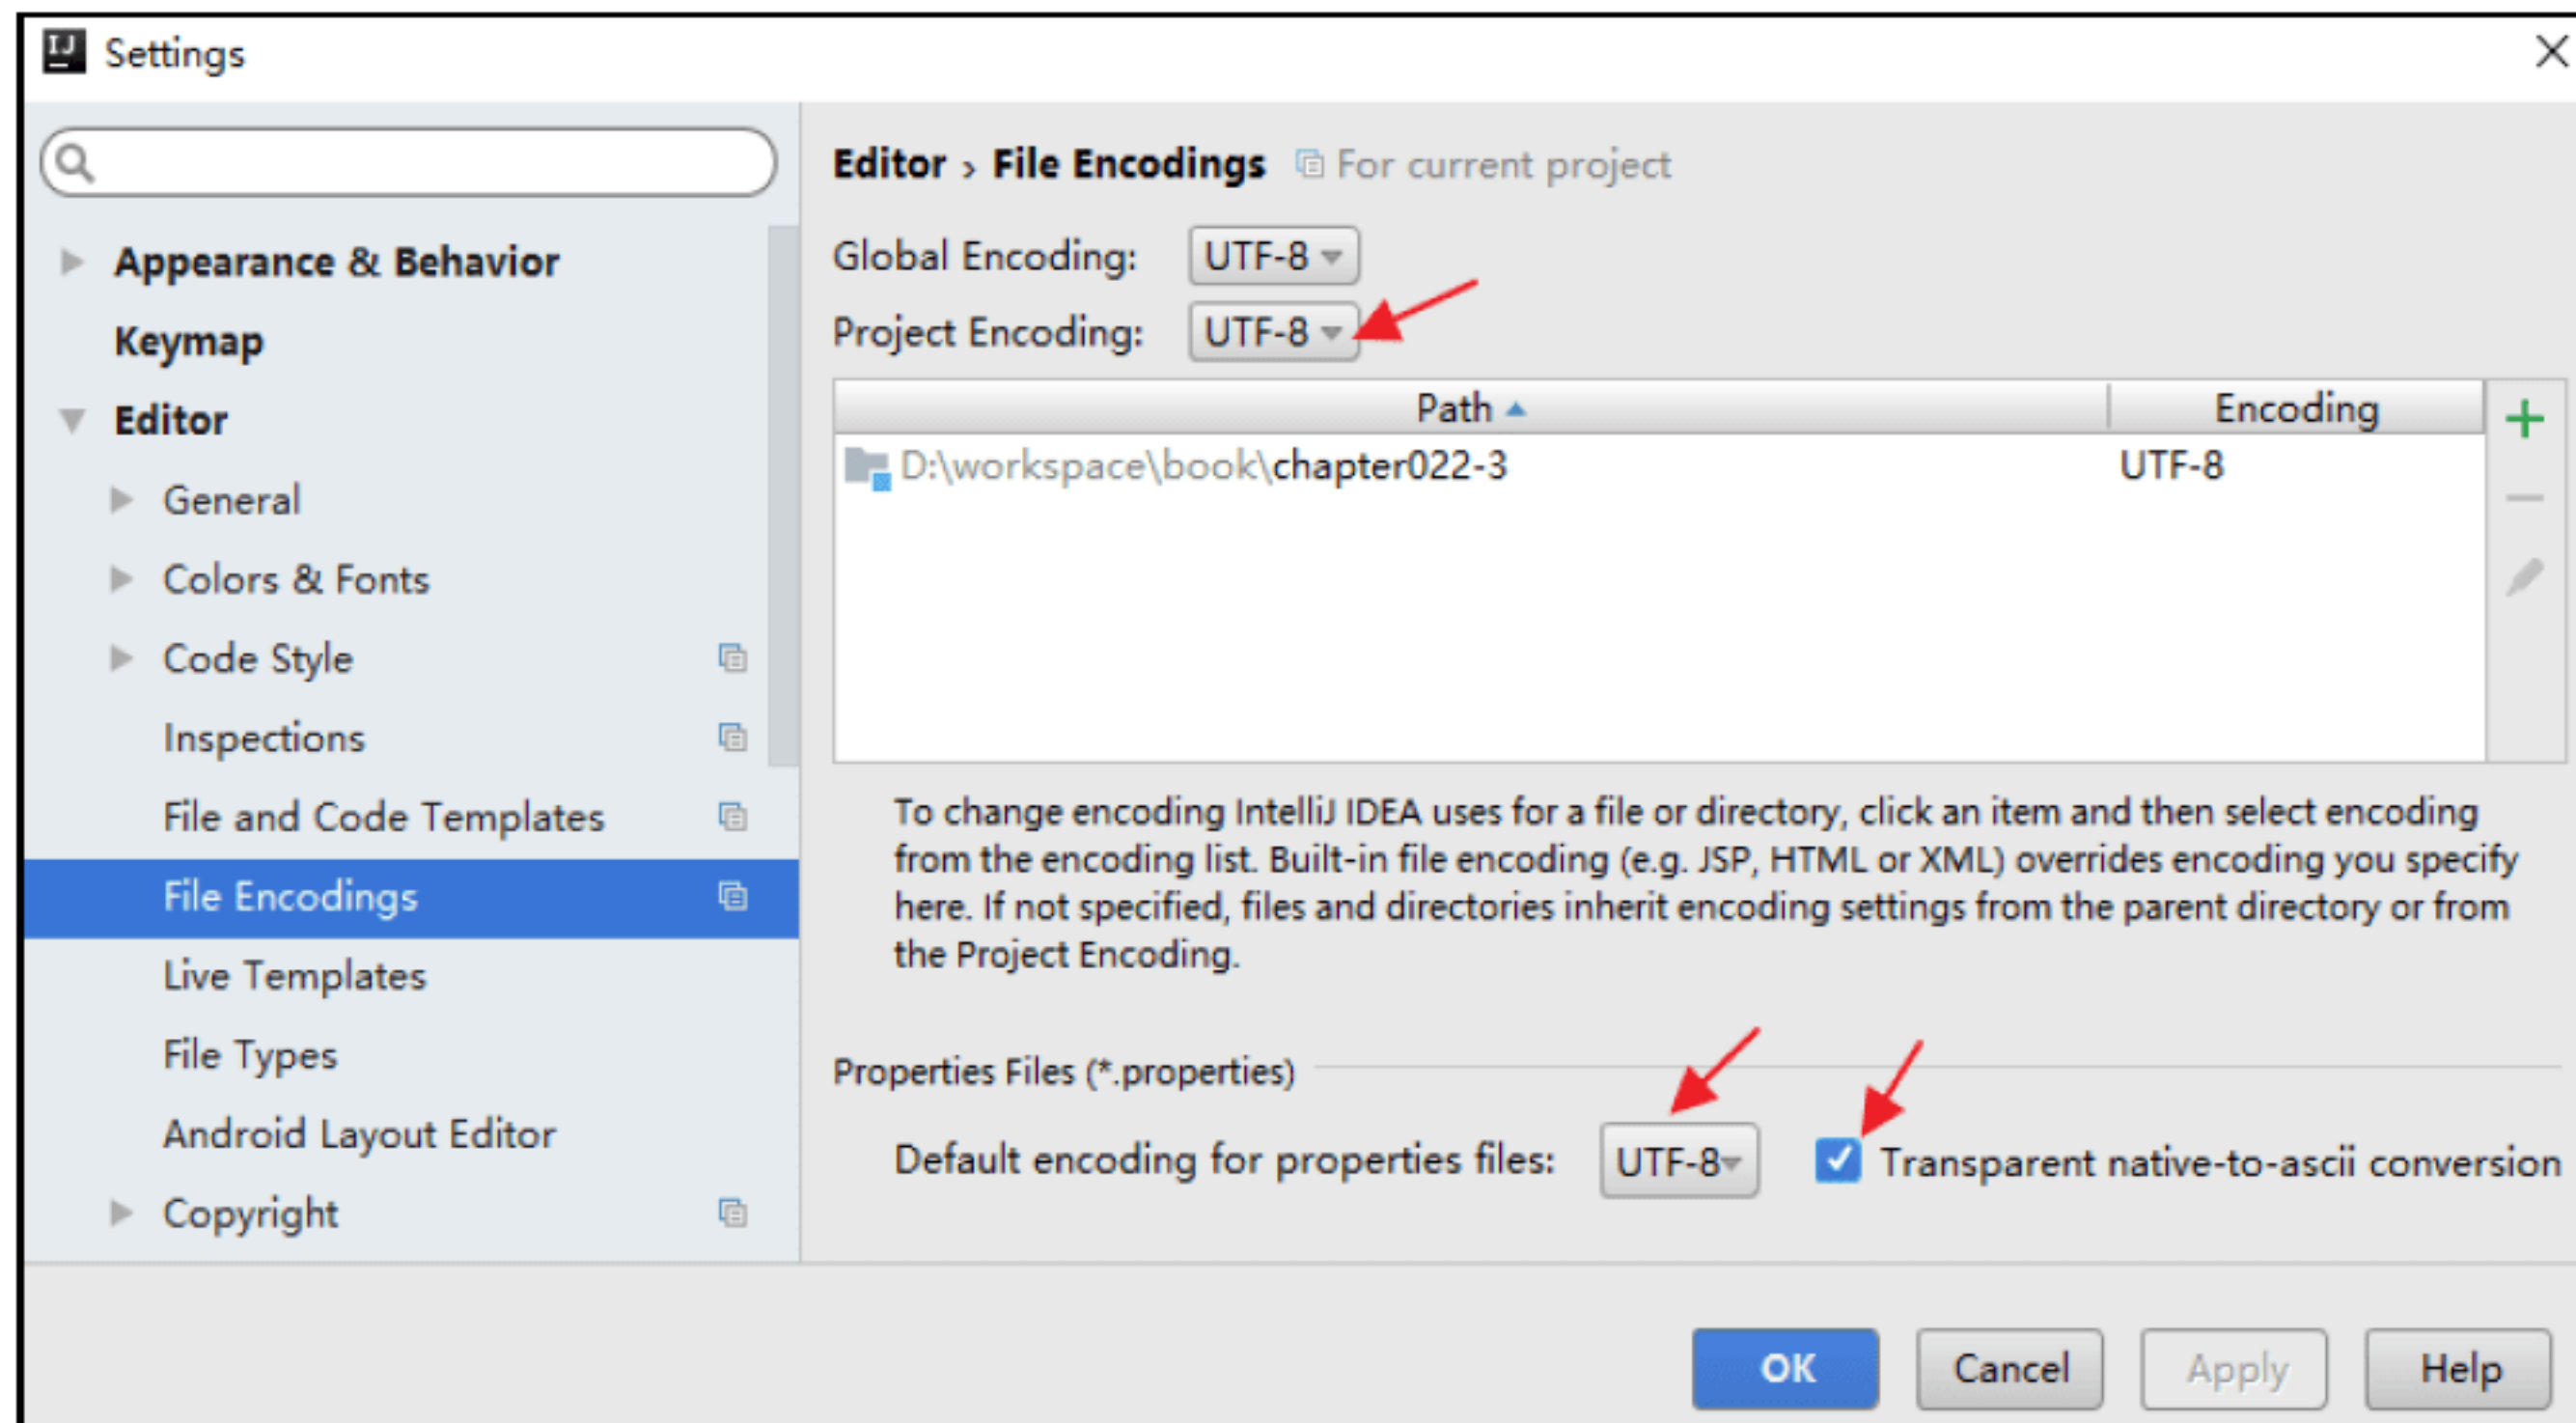 IJ Settings
Appearance & Behavior
Keymap
Editor
General
Colors & Fonts
Code Style
Inspections
File and Code Templates
File Encodings
Live Templates
File Types
Android Layout Editor
Copyright
Editor › File Encodings For current project
Global Encoding: UTF-8
Project Encoding: UTF-8
Path Encoding
D:\workspace\book\chapter022-3 UTF-8
To change encoding IntelliJ IDEA uses for a file or directory, click an item and then select encoding
from the encoding list. Built-in file encoding (e.g. JSP, HTML or XML) overrides encoding you specify
here. If not specified, files and directories inherit encoding settings from the parent directory or from
the Project Encoding.
Properties Files (*.properties)
Default encoding for properties files: UTF-8 Transparent native-to-ascii conversion
OK Cancel Apply Help